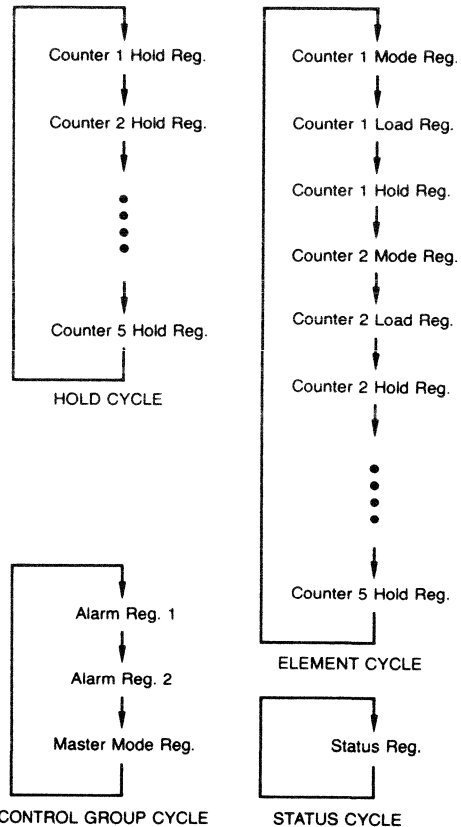 Counter 1 Hold Reg.
Counter 2 Hold Reg.
Counter 5 Hold Reg.
HOLD CYCLE
Counter 1 Mode Reg.
Counter 1 Load Reg.
Counter 1 Hold Reg.
Counter 2 Mode Reg.
Counter 2 Load Reg.
Counter 2 Hold Reg.
Counter 5 Hold Reg.
ELEMENT CYCLE
Alarm Reg. 1
Alarm Reg. 2
Master Mode Reg.
CONTROL GROUP CYCLE
Status Reg.
STATUS CYCLE